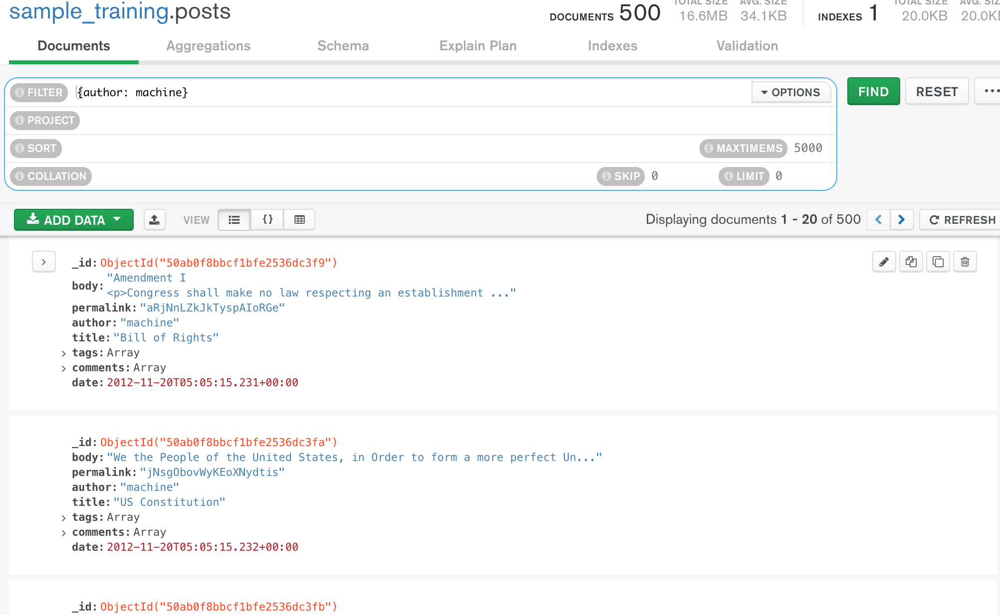 sample_training.posts
DOCUMENTS 500 TOTAL SIZE 16.6MB AVG. SIZE 34.1KB INDEXES 1 TOTAL SIZE 20.0KB AVG. 20.0K
Documents Aggregations Schema Explain Plan Indexes Validation
FILTER {author: machine} OPTIONS FIND RESET ...
PROJECT
SORT MAXTIMEMS 5000
COLLATION SKIP 0 LIMIT 0
ADD DATA VIEW {} Displaying documents 1 - 20 of 500 REFRESH
_id: ObjectId("50ab0f8bbcf1bfe2536dc3f9")
body: "Amendment I
<p>Congress shall make no law respecting an establishment ..."
permalink: "aRjNnLZkJkTyspAIoRGe"
author: "machine"
title: "Bill of Rights"
tags: Array
comments: Array
date: 2012-11-20T05:05:15.231+00:00
_id: ObjectId("50ab0f8bbcf1bfe2536dc3fa")
body: "We the People of the United States, in Order to form a more perfect Un..."
permalink: "jNsgObovWyKEoXNydtis"
author: "machine"
title: "US Constitution"
tags: Array
comments: Array
date: 2012-11-20T05:05:15.232+00:00
_id: ObjectId("50ab0f8bbcf1bfe2536dc3fb")